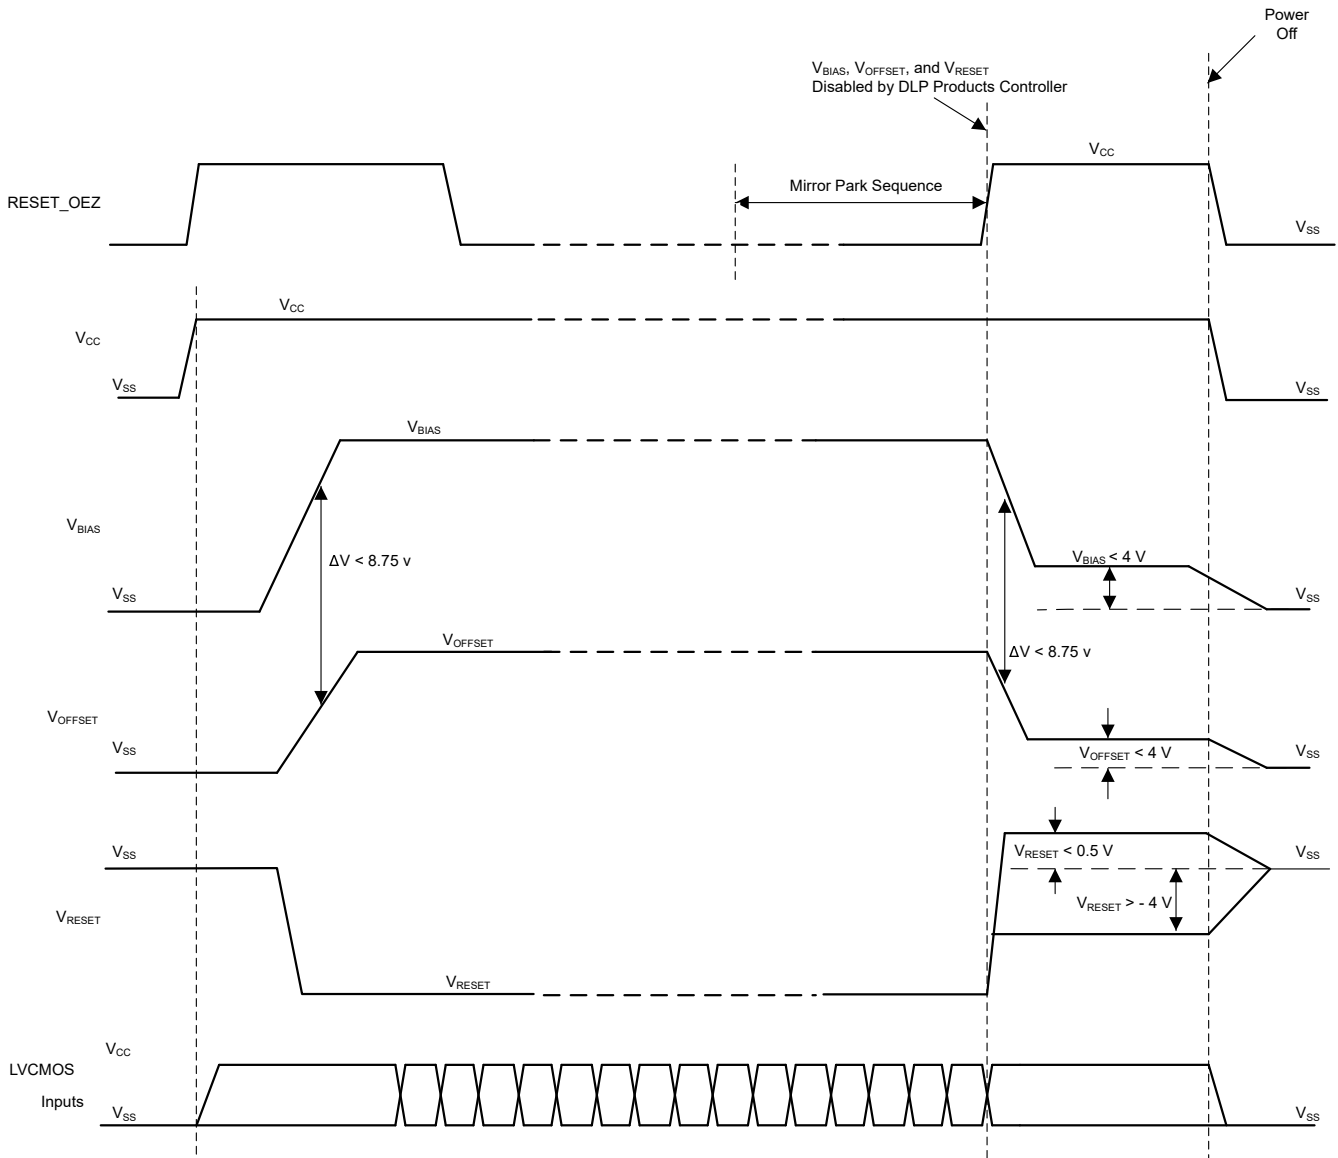 Power
Off
VBIAS, VOFFSET, and VRESET
Disabled by DLP Products Controller
VCC
Mirror Park Sequence
RESET_OEZ
VSS
VCC
VCC
VSS
VSS
VBIAS
VBIAS
ΔV < 8.75 v
VBIAS < 4 V
VSS
VSS
VOFFSET
ΔV < 8.75 v
VOFFSET
VSS
VOFFSET < 4 V
VSS
VSS
VRESET < 0.5 V
VSS
VRESET
VRESET > - 4 V
VRESET
VCC
LVCMOS
Inputs
VSS
VSS